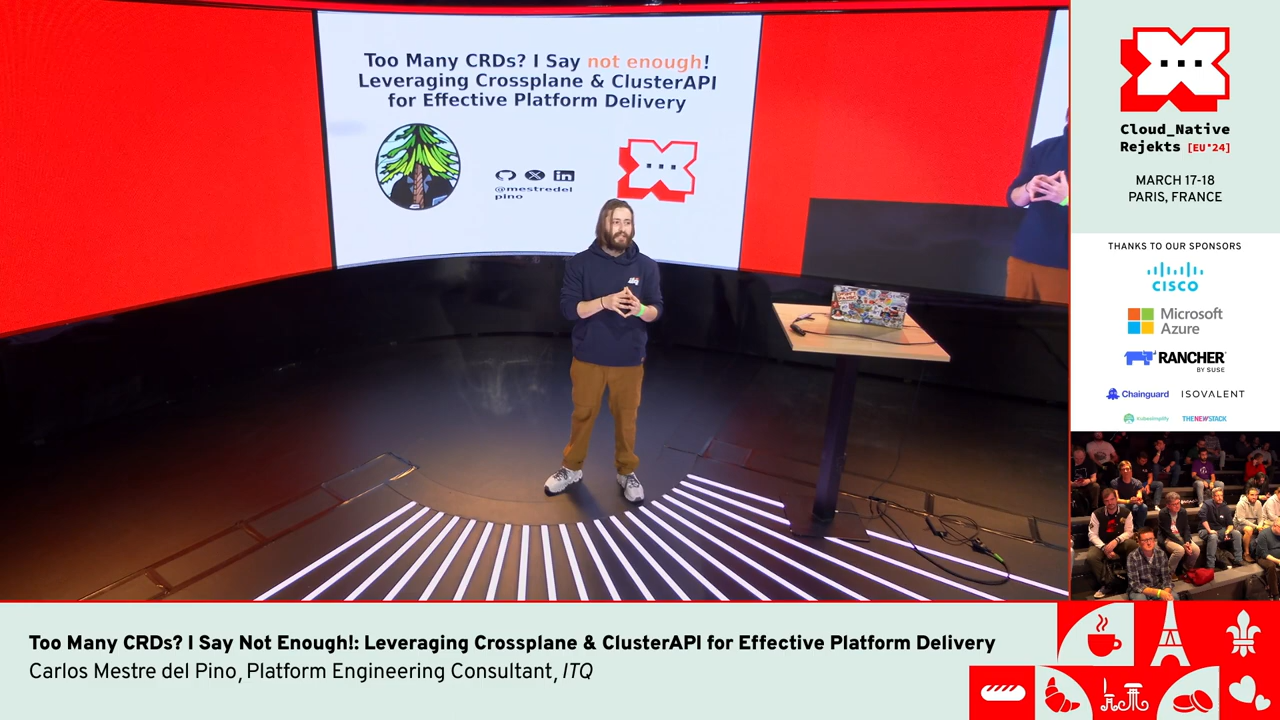 Too Many CRDs? I Say not enough!
Leveraging Crossplane & ClusterAPI
for Effective Platform Delivery
@mestredel
pino
itq
Cloud_Native
Rejekts [EU*24]
MARCH 17-18
PARIS, FRANCE
THANKS TO OUR SPONSORS
CISCO
Microsoft
Azure
RANCHER
BY SUSE
Chainguard ISOVALENT
kubesimplify THENEWSTACK
Too Many CRDs? I Say Not Enough!: Leveraging Crossplane & ClusterAPI for Effective Platform Delivery
Carlos Mestre del Pino, Platform Engineering Consultant, ITQ